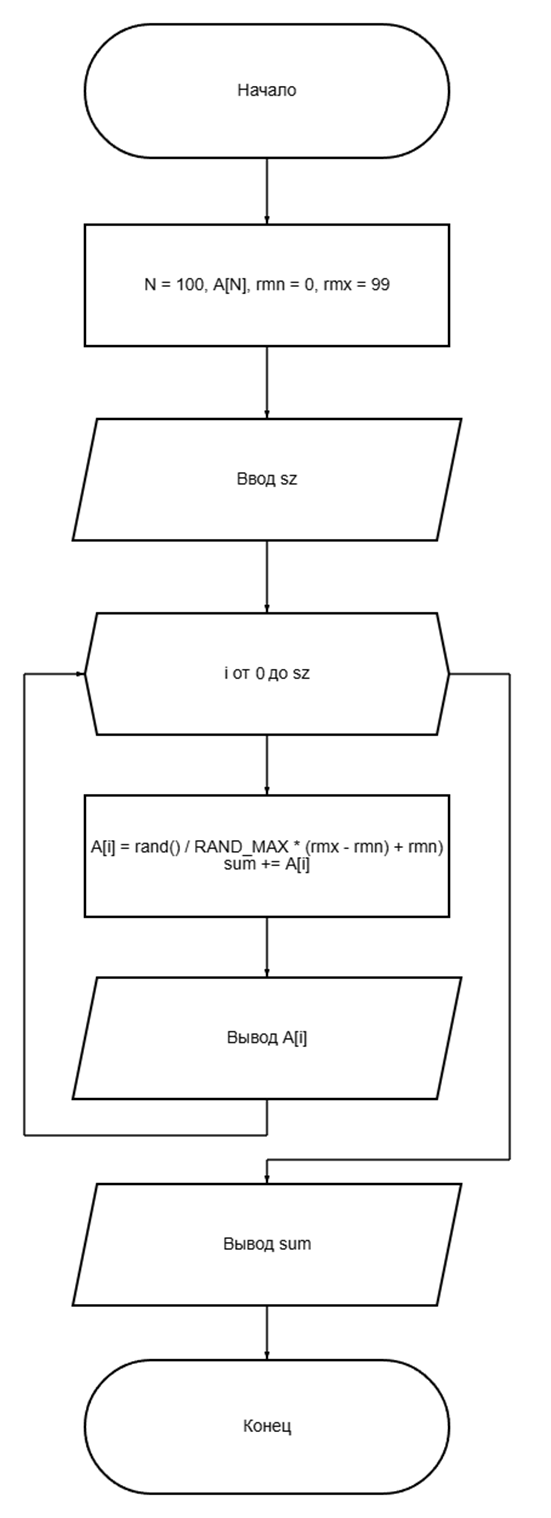 Начало
N = 100, A[N], rmn = 0, rmx = 99
Ввод sz
i от 0 до sz
A[i] = rand() / RAND_MAX * (rmx - rmn) + rmn)
sum += A[i]
Вывод A[i]
Вывод sum
Конец